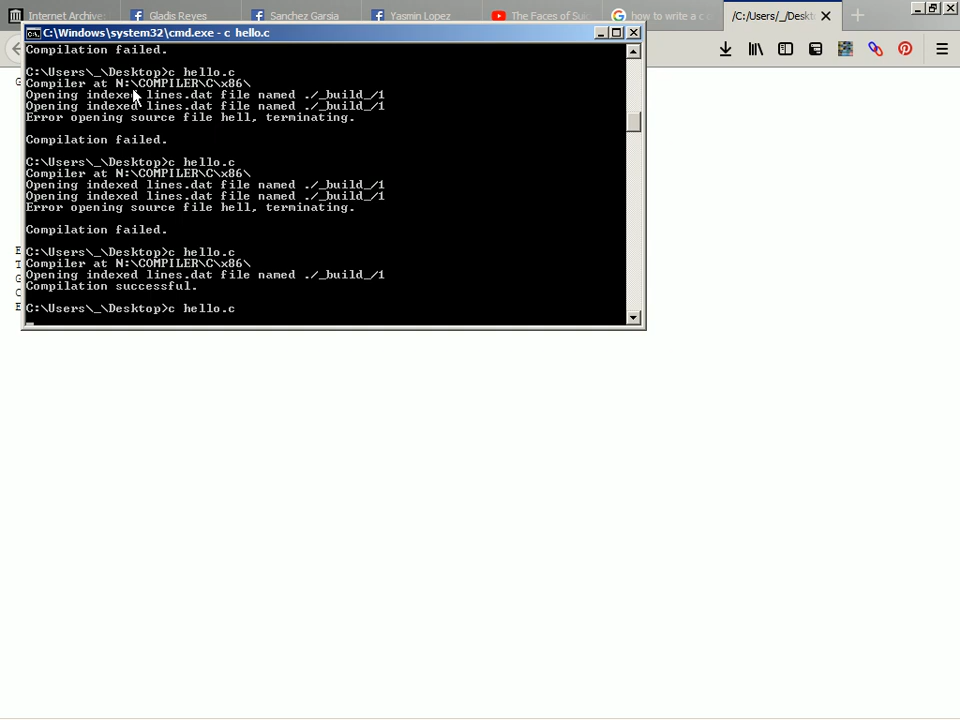 Internet Archive:
Gladis Reyes
Sanchez Garsia
Yasmin Lopez
The Faces of Su
how to write a c
/C:/Users/_/Deskt
C:\Windows\system32\cmd.exe - c  hello.c
Compilation failed.
C:\Users\_\Desktop>c hello.c
Compiler at N:\COMPILER\C\x86\
Opening indexed lines.dat file named ./_build_/1
Opening indexed lines.dat file named ./_build_/1
Error opening source file hell, terminating.
Compilation failed.
C:\Users\_\Desktop>c hello.c
Compiler at N:\COMPILER\C\x86\
Opening indexed lines.dat file named ./_build_/1
Opening indexed lines.dat file named ./_build_/1
Error opening source file hell, terminating.
Compilation failed.
C:\Users\_\Desktop>c hello.c
Compiler at N:\COMPILER\C\x86\
Opening indexed lines.dat file named ./_build_/1
Compilation successful.
C:\Users\_\Desktop>c hello.c